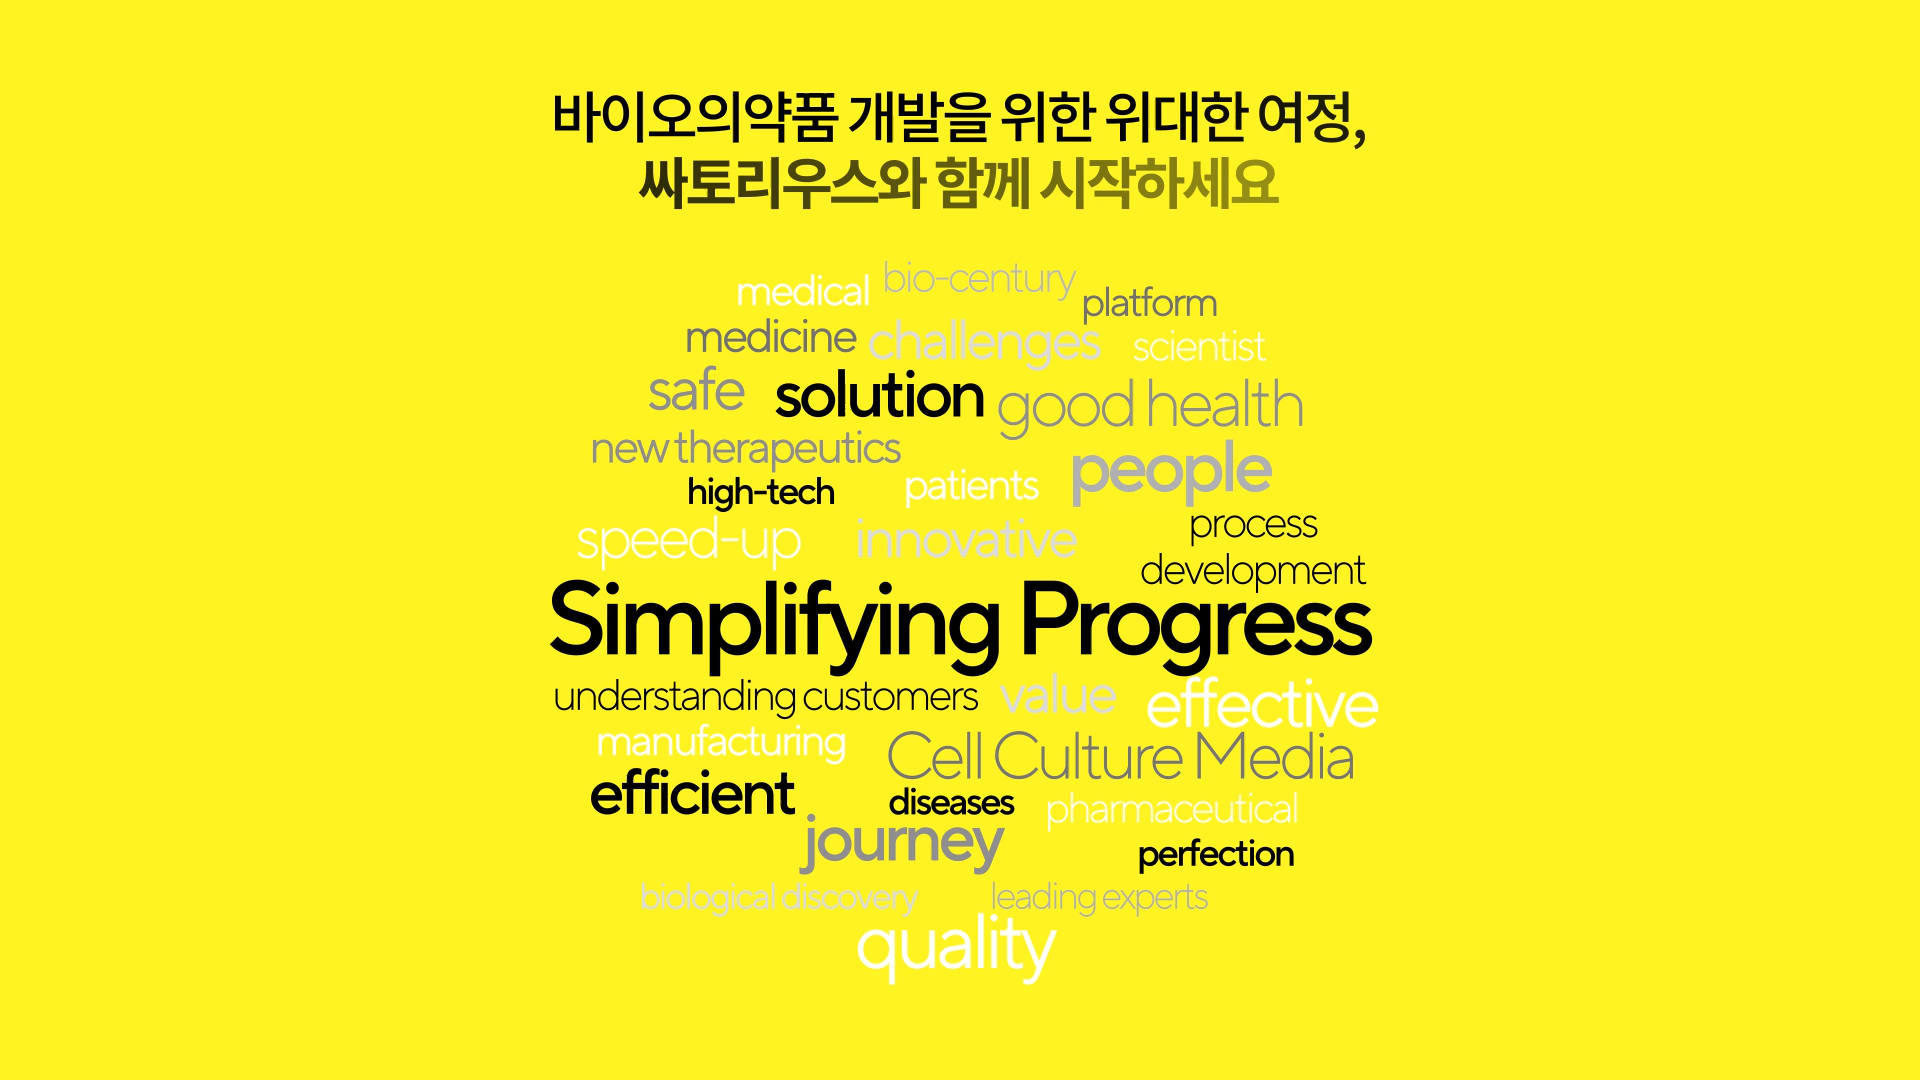 바이오의약품 개발을 위한 위대한 여정,
싸토리우스와 함께 시작하세요
medical bio-century platform
medicine challenges scientist
safe solution good health
new therapeutics people
high-tech patients
speed-up innovative process
development
Simplifying Progress
understanding customers value effective
manufacturing Cell Culture Media
efficient diseases pharmaceutical
journey perfection
biological discovery leading experts
quality